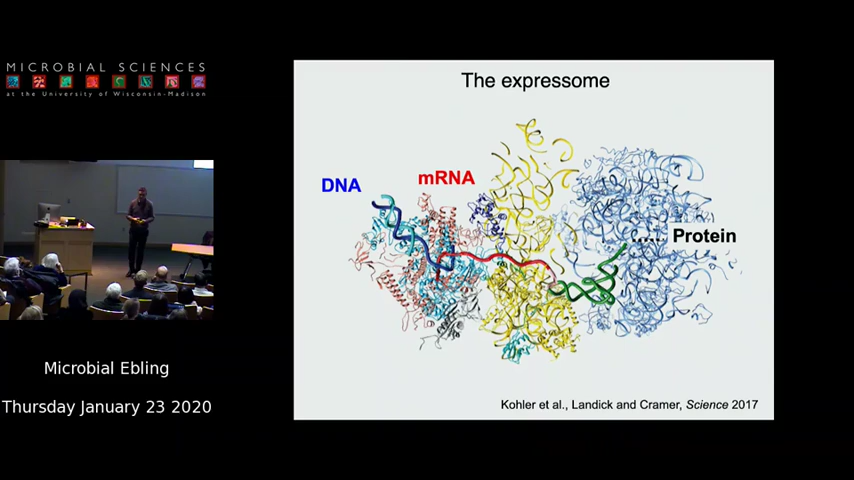 MICROBIAL SCIENCES
at the University of Wisconsin-Madison
Microbial Ebling
Thursday January 23 2020
The expressome
DNA
mRNA
Protein
Kohler et al., Landick and Cramer, Science 2017